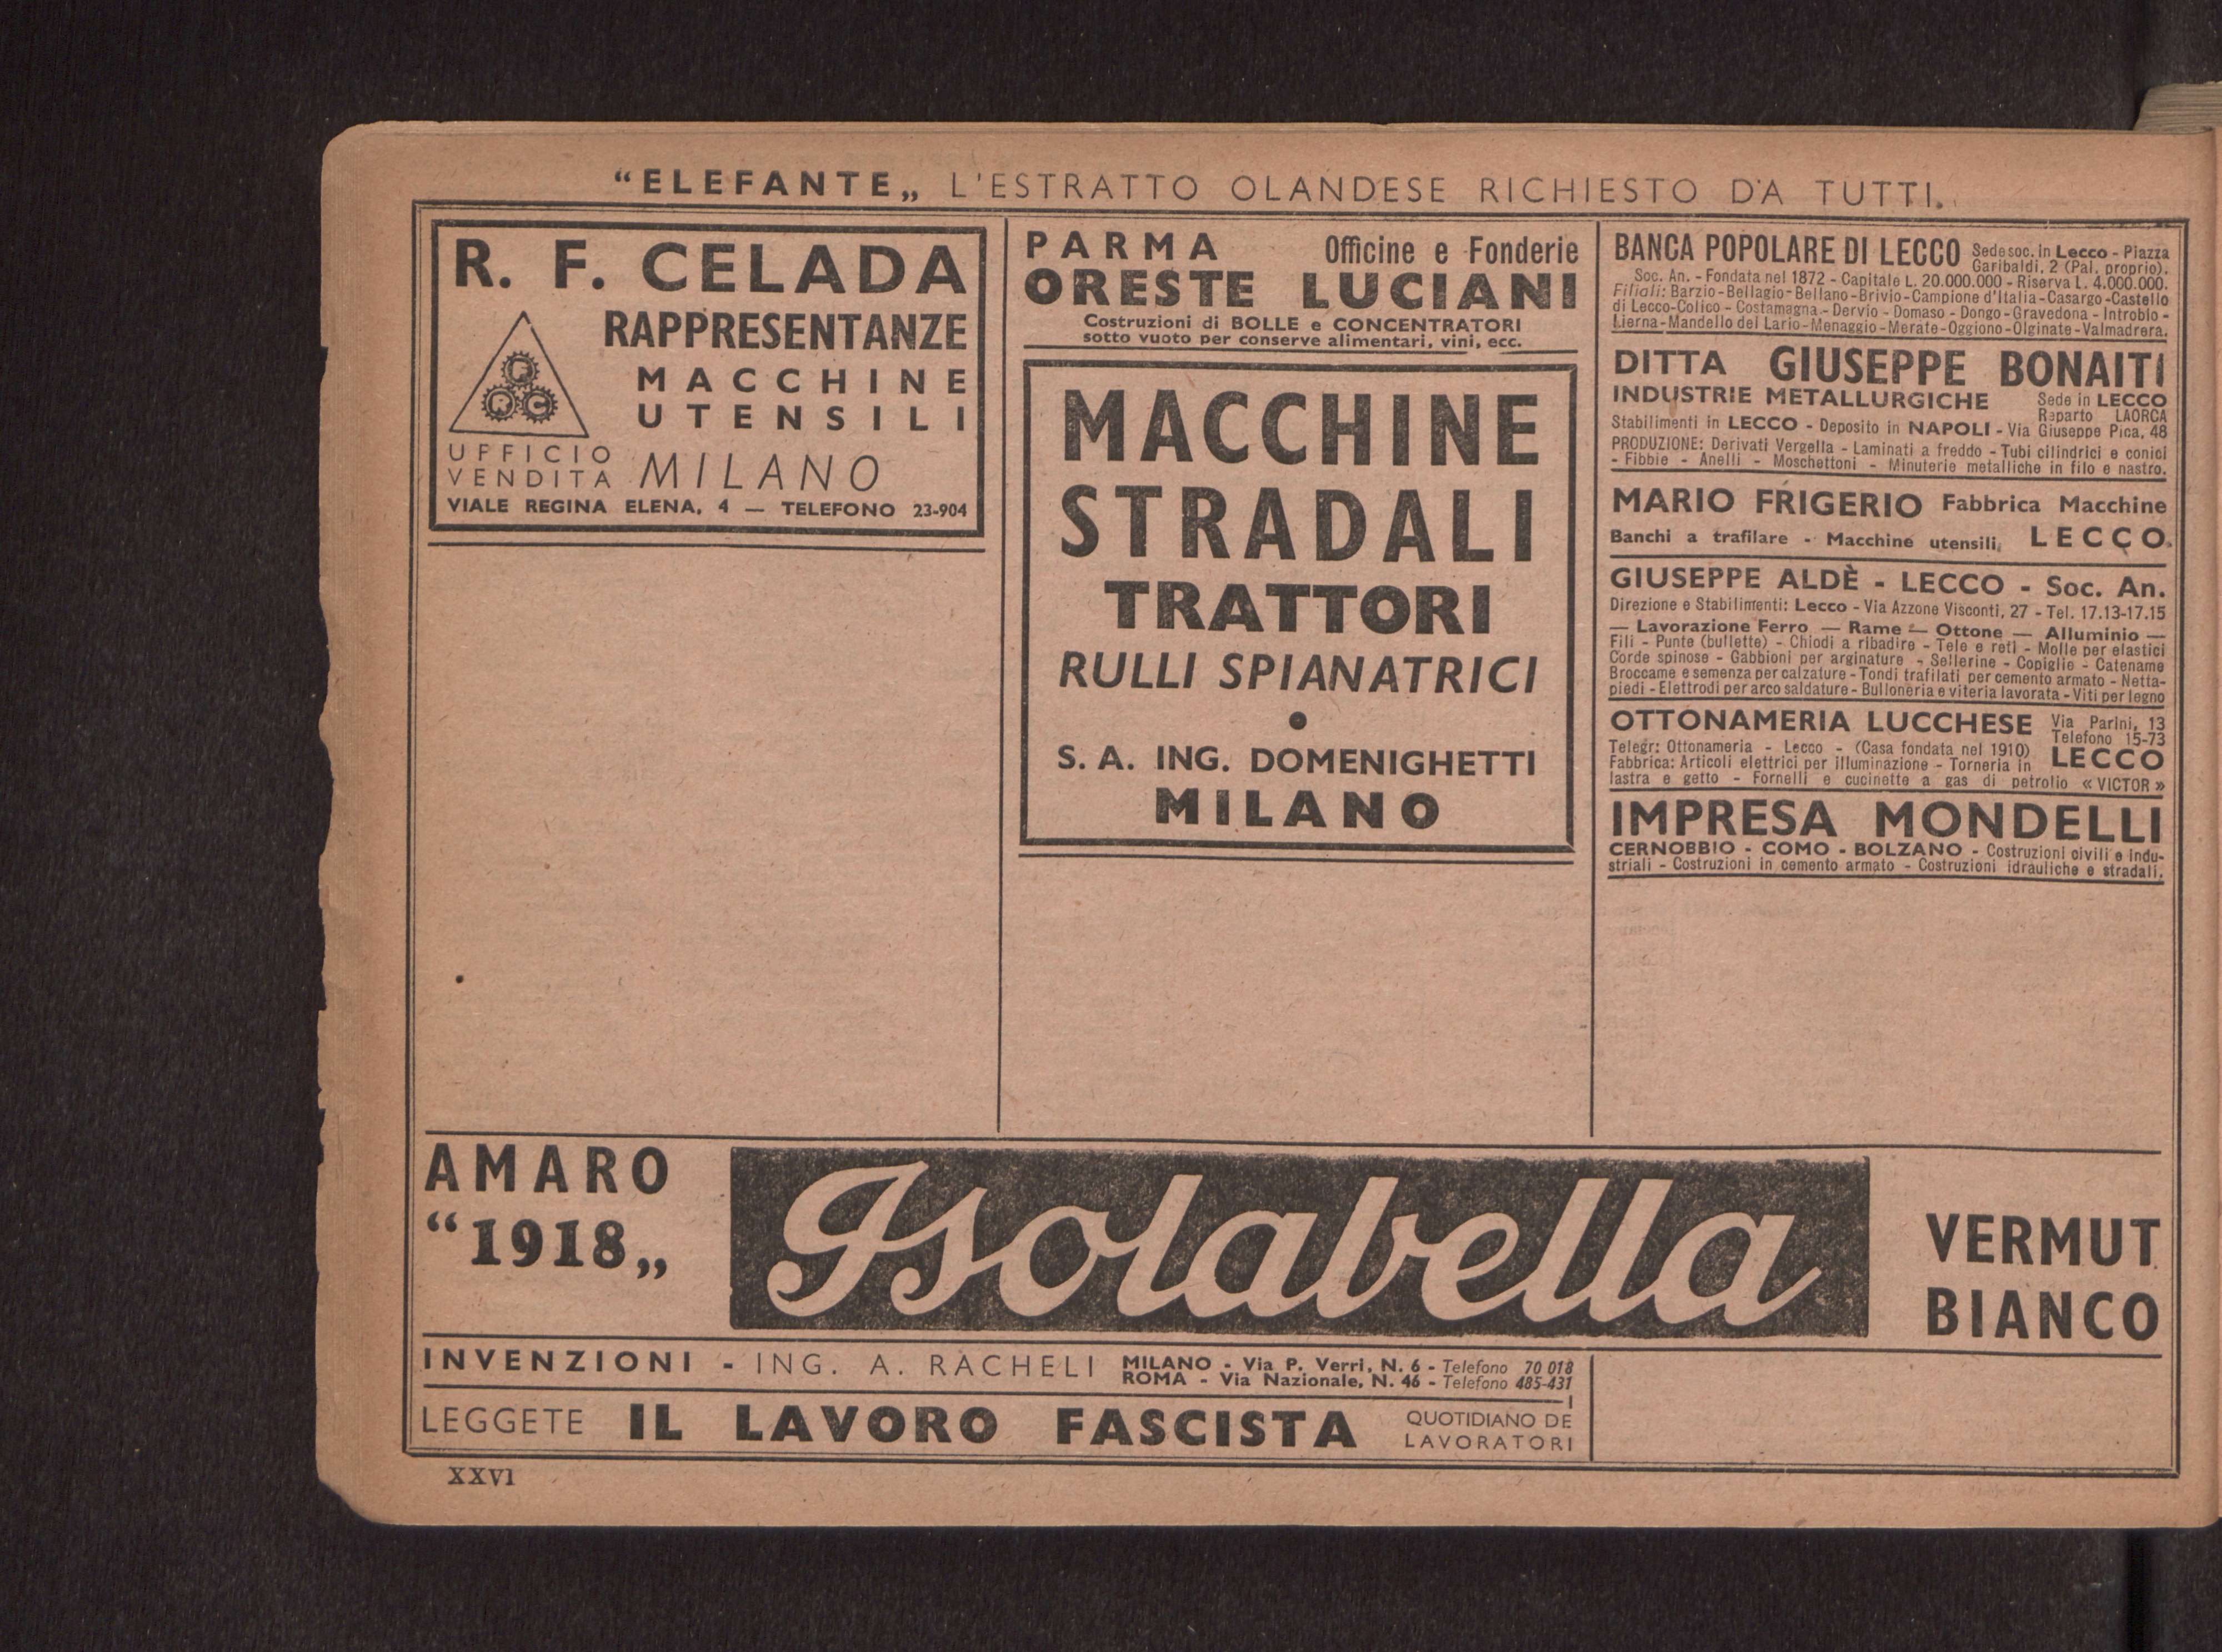 “ELEFANTE„ L'ESTRATTO OLANDESE RICHIESTO DA TUTTI.
R. F. CELADA
RAPPRESENTANZE
MACCHINE
UTENSILI
F
R C
UFFICIO
VENDITA MILANO
VIALE REGINA ELENA, 4 — TELEFONO 23-904
PARMA Officine e Fonderie
ORESTE LUCIANI
Costruzioni di BOLLE e CONCENTRATORI
sotto vuoto per conserve alimentari, vini, ecc.
MACCHINE
STRADALI
TRATTORI
RULLI SPIANATRICI
•
S. A. ING. DOMENIGHETTI
MILANO
BANCA POPOLARE DI LECCO Sede soc. in Lecco - Piazza
Garibaldi, 2 (Pal. proprio).
Soc. An. - Fondata nel 1872 - Capitale L. 20.000.000 - Riserva L. 4.000.000.
Filiali: Barzio - Bellagio - Bellano - Brivio - Campione d'Italia - Casargo - Castello
di Lecco - Colico - Costamagna - Dervio - Domaso - Dongo - Gravedona - Introbio -
Lierna - Mandello del Lario - Menaggio - Merate - Oggiono - Olginate - Valmadrera.
DITTA GIUSEPPE BONAITI
INDUSTRIE METALLURGICHE Sede in LECCO
Reparto LAORCA
Stabilimenti in LECCO - Deposito in NAPOLI - Via Giuseppe Pica, 48
PRODUZIONE: Derivati Vergella - Laminati a freddo - Tubi cilindrici e conici
- Fibbie - Anelli - Moschettoni - Minuterie metalliche in filo e nastro.
MARIO FRIGERIO Fabbrica Macchine
Banchi a trafilare - Macchine utensili, LECCO.
GIUSEPPE ALDÈ - LECCO - Soc. An.
Direzione e Stabilimenti: Lecco - Via Azzone Visconti, 27 - Tel. 17.13-17.15
— Lavorazione Ferro — Rame — Ottone — Alluminio —
Fili - Punte (bullette) - Chiodi a ribadire - Tele e reti - Molle per elastici
Corde spinose - Gabbioni per arginature - Sellerine - Copiglie - Catename
Broccame e semenza per calzature - Tondi trafilati per cemento armato - Netta-
piedi - Elettrodi per arco saldature - Bulloneria e viteria lavorata - Viti per legno
OTTONAMERIA LUCCHESE Via Parini, 13
Telefono 15-73
Telegr: Ottonameria - Lecco - (Casa fondata nel 1910) LECCO
Fabbrica: Articoli elettrici per illuminazione - Torneria in
lastra e getto - Fornelli e cucinette a gas di petrolio «VICTOR»
IMPRESA MONDELLI
CERNOBBIO - COMO - BOLZANO - Costruzioni civili e indu-
striali - Costruzioni in cemento armato - Costruzioni idrauliche e stradali.
AMARO
“1918„
Isolabella
VERMUT
BIANCO
INVENZIONI - ING. A. RACHELI MILANO - Via P. Verri, N. 6 - Telefono 70 018
ROMA - Via Nazionale, N. 46 - Telefono 485-431
LEGGETE IL LAVORO FASCISTA QUOTIDIANO DE
LAVORATORI
XXVI